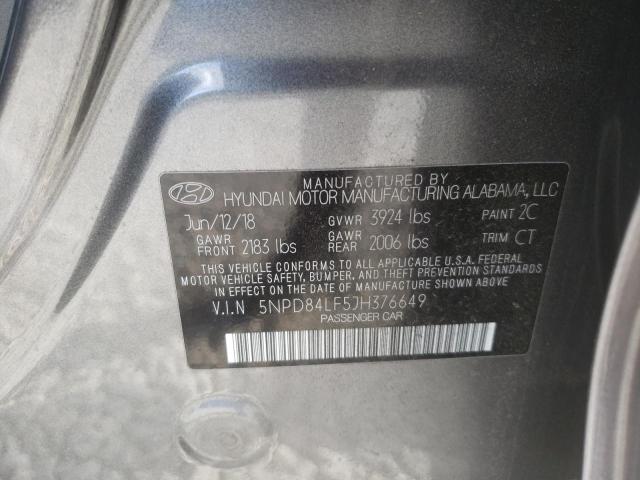 MANUFACTURED BY
HYUNDAI MOTOR MANUFACTURING ALABAMA, LLC
Jun/12/18 GVWR 3924 lbs PAINT 2C
GAWR FRONT 2183 lbs GAWR REAR 2006 lbs TRIM CT
THIS VEHICLE CONFORMS TO ALL APPLICABLE U.S.A. FEDERAL
MOTOR VEHICLE SAFETY, BUMPER, AND THEFT PREVENTION STANDARDS
IN EFFECT ON THE DATE OF MANUFACTURE SHOWN ABOVE
V.I.N 5NPD84LF5JH376649
PASSENGER CAR